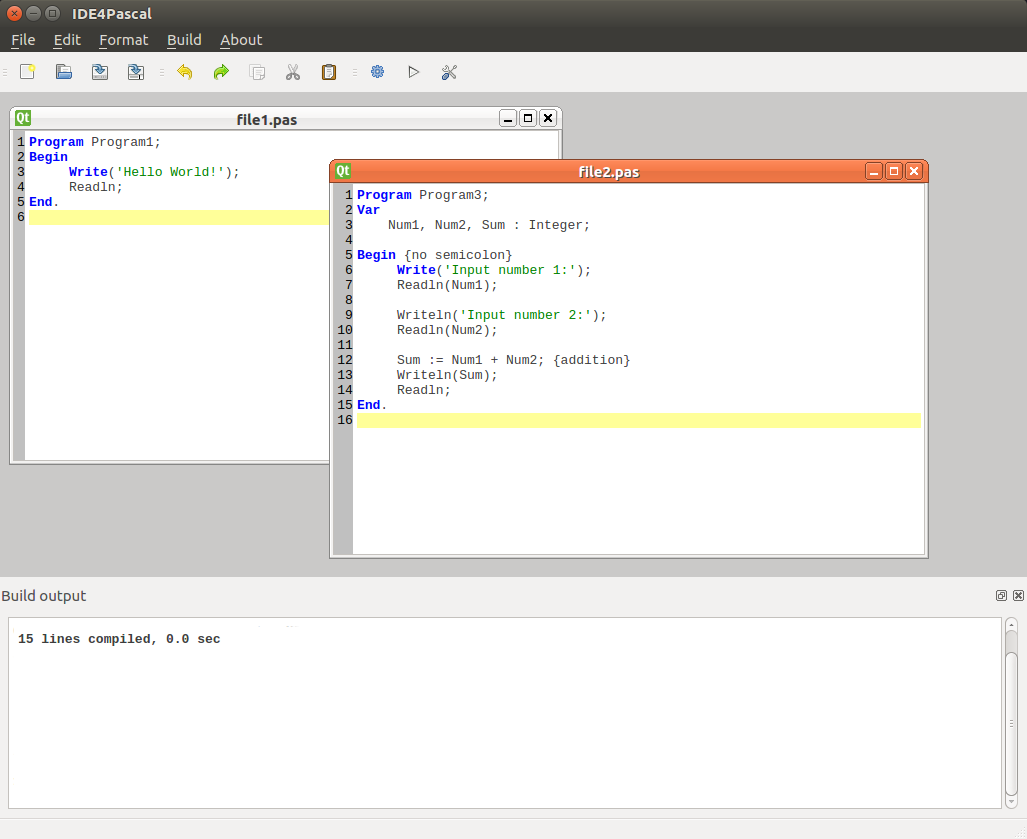 IDE4Pascal
File Edit Format Build About
Qt file1.pas
1 Program Program1;
2 Begin
3 Write('Hello World!');
4 Readln;
5 End.
6
Qt file2.pas
1 Program Program3;
2 Var
3 Num1, Num2, Sum : Integer;
4
5 Begin {no semicolon}
6 Write('Input number 1:');
7 Readln(Num1);
8
9 Writeln('Input number 2:');
10 Readln(Num2);
11
12 Sum := Num1 + Num2; {addition}
13 Writeln(Sum);
14 Readln;
15 End.
16
Build output
15 lines compiled, 0.0 sec